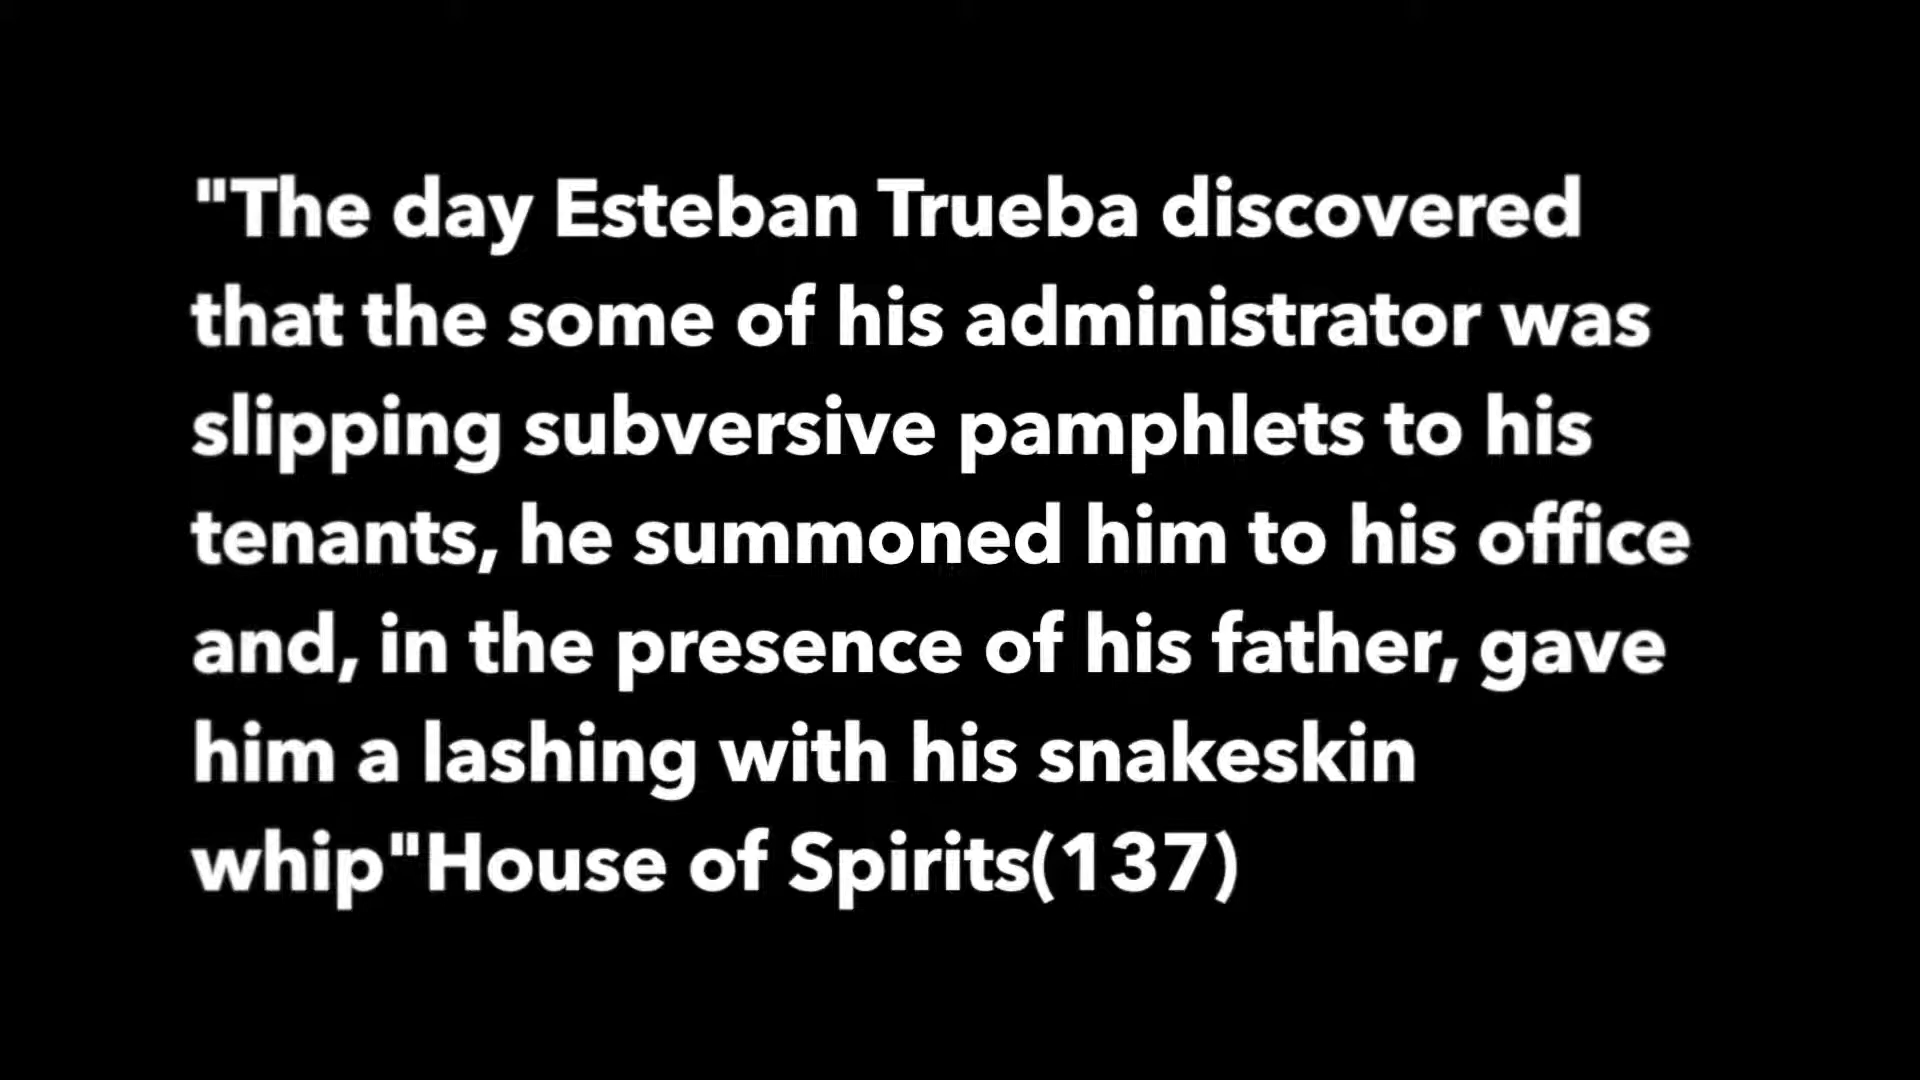 "The day Esteban Trueba discovered
that the some of his administrator was
slipping subversive pamphlets to his
tenants, he summoned him to his office
and, in the presence of his father, gave
him a lashing with his snakeskin
whip"House of Spirits(137)